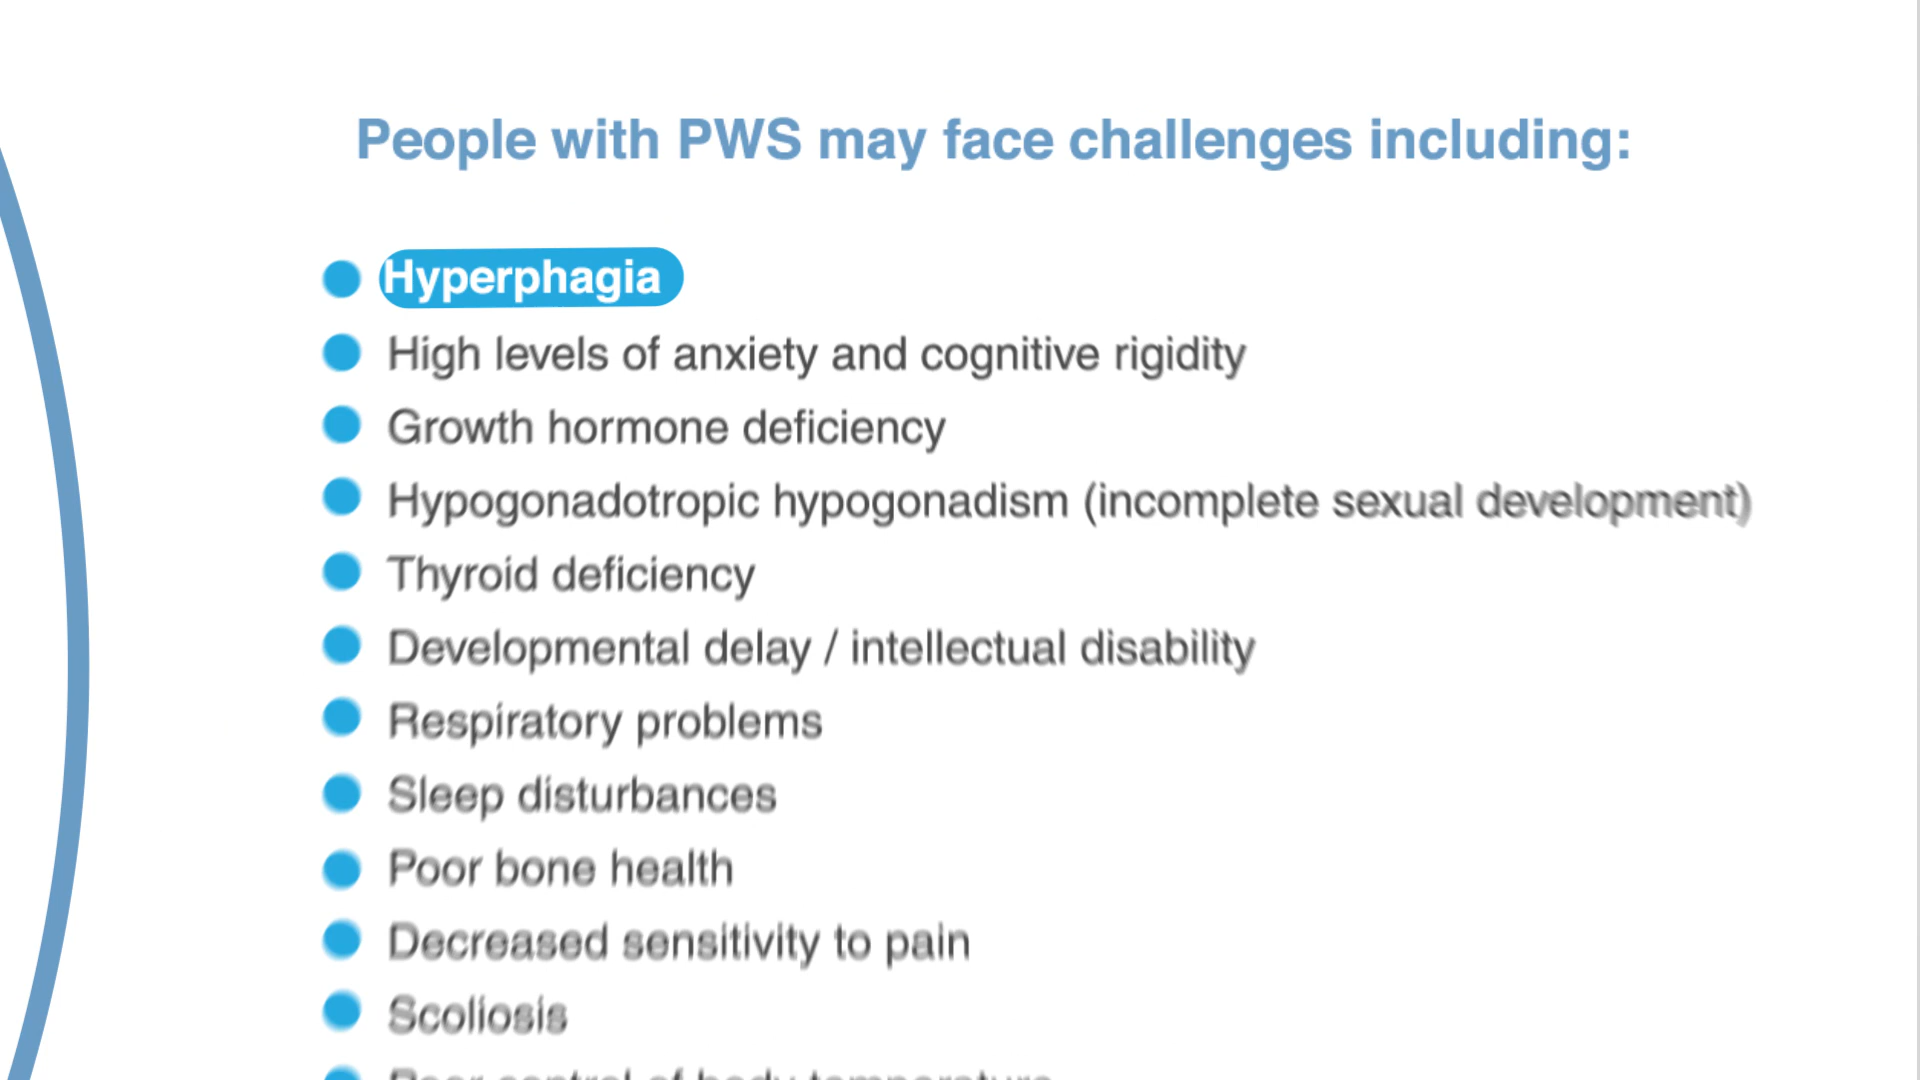 People with PWS may face challenges including:
Hyperphagia
High levels of anxiety and cognitive rigidity
Growth hormone deficiency
Hypogonadotropic hypogonadism (incomplete sexual development)
Thyroid deficiency
Developmental delay / intellectual disability
Respiratory problems
Sleep disturbances
Poor bone health
Decreased sensitivity to pain
Scoliosis
Poor control of body temperature